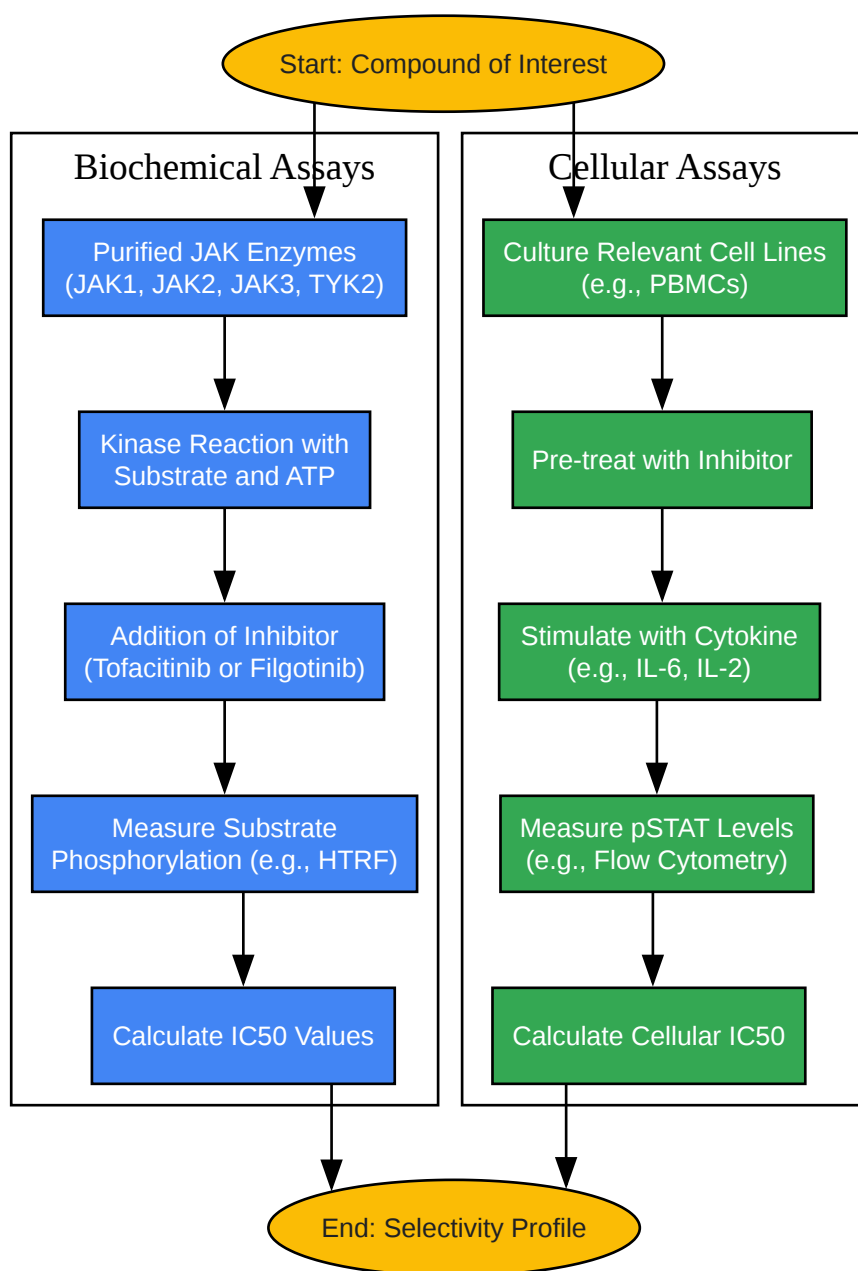 Start: Compound of Interest
Biochemical Assays
Purified JAK Enzymes
(JAK1, JAK2, JAK3, TYK2)
Kinase Reaction with
Substrate and ATP
Addition of Inhibitor
(Tofacitinib or Filgotinib)
Measure Substrate
Phosphorylation (e.g., HTRF)
Calculate IC50 Values
Cellular Assays
Culture Relevant Cell Lines
(e.g., PBMCs)
Pre-treat with Inhibitor
Stimulate with Cytokine
(e.g., IL-6, IL-2)
Measure pSTAT Levels
(e.g., Flow Cytometry)
Calculate Cellular IC50
End: Selectivity Profile